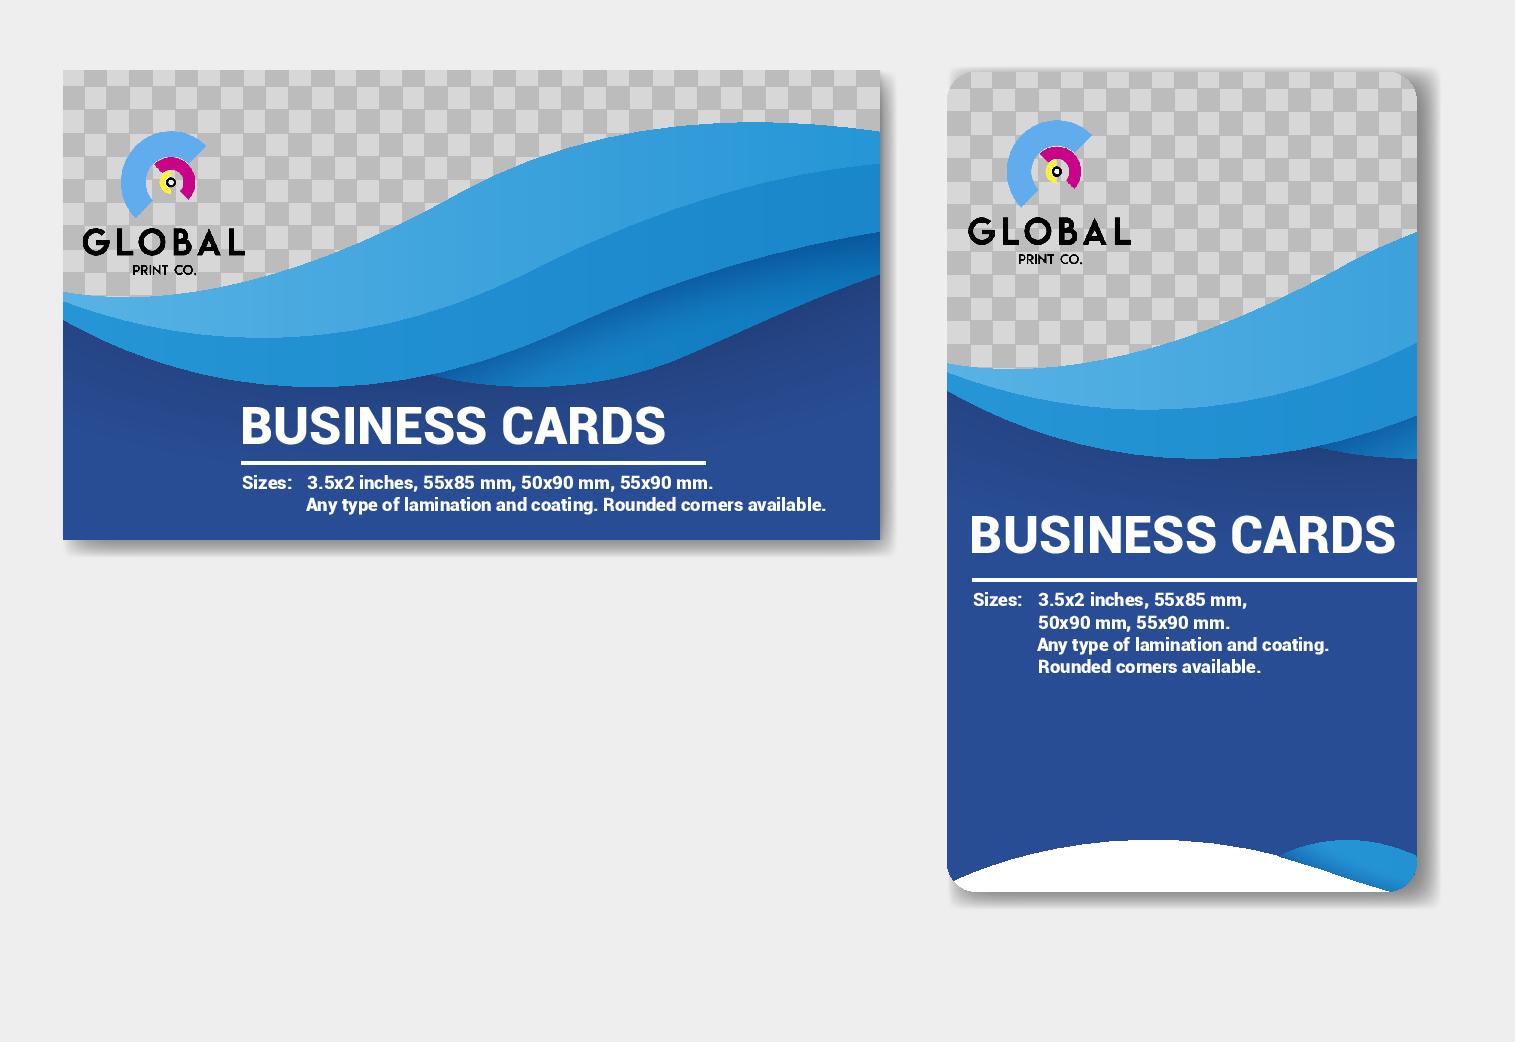 GLOBAL
PRINT CO.
BUSINESS CARDS
Sizes: 3.5x2 inches, 55x85 mm, 50x90 mm, 55x90 mm.
Any type of lamination and coating. Rounded corners available.
GLOBAL
PRINT CO.
BUSINESS CARDS
Sizes: 3.5x2 inches, 55x85 mm,
50x90 mm, 55x90 mm.
Any type of lamination and coating.
Rounded corners available.